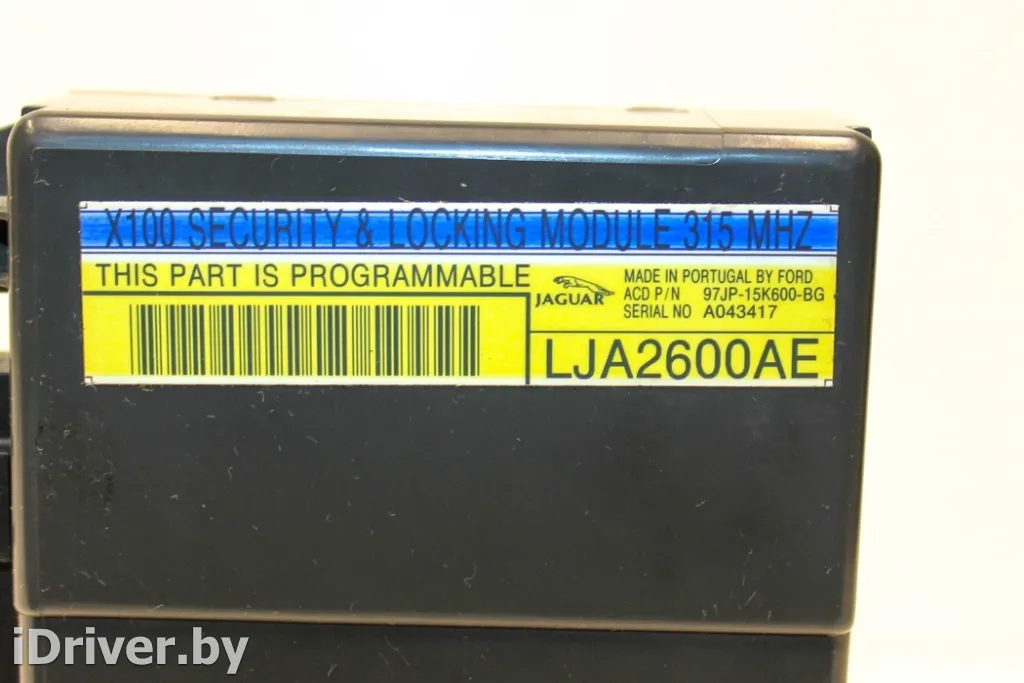 X100 SECURITY & LOCKING MODULE 315 MHZ
THIS PART IS PROGRAMMABLE
JAGUAR
MADE IN PORTUGAL BY FORD
ACD P/N 97JP-15K600-BG
SERIAL NO A043417
LJA2600AE
iDriver.by